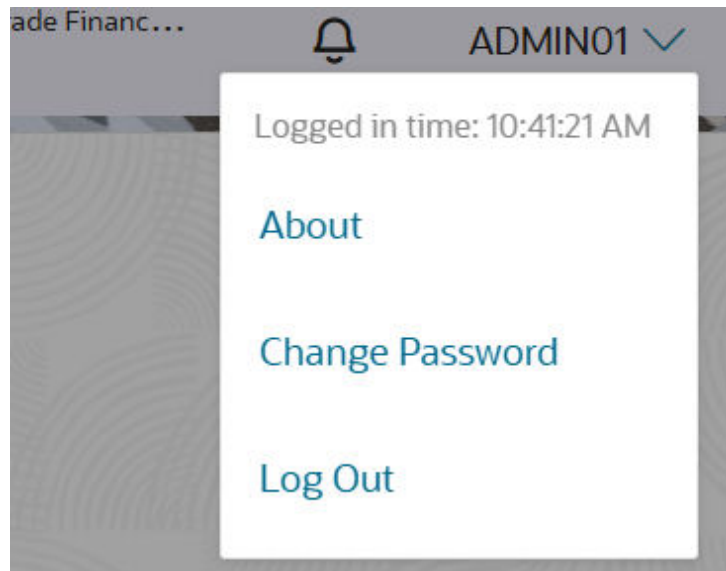 ade Financ...
ADMIN01
Logged in time: 10:41:21 AM
About
Change Password
Log Out